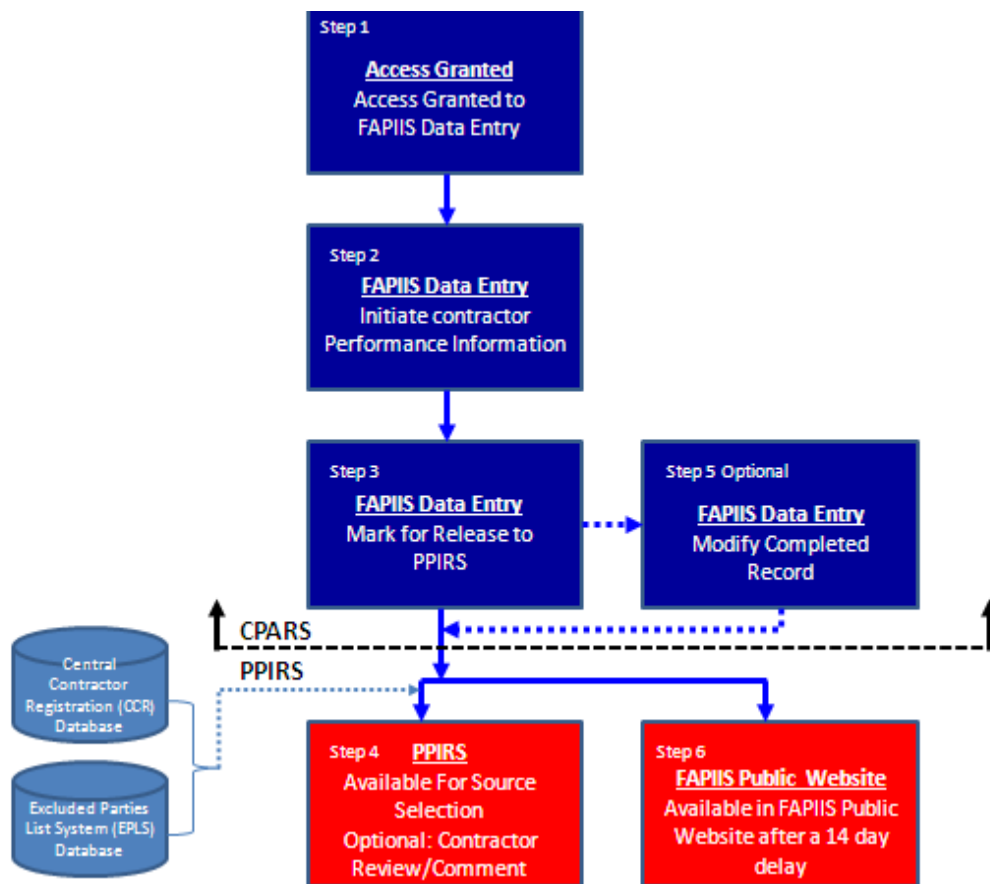 Step 1
Access Granted
Access Granted to
FAPIIS Data Entry
Step 2
FAPIIS Data Entry
Initiate contractor
Performance Information
Step 3
FAPIIS Data Entry
Mark for Release to
PPIRS
Step 5 Optional
FAPIIS Data Entry
Modify Completed
Record
CPARS
PPIRS
Central
Contractor
Registration (CCR)
Database
Excluded Parties
List System (EPLS)
Database
Step 4
PPIRS
Available For Source
Selection
Optional: Contractor
Review/Comment
Step 6
FAPIIS Public Website
Available in FAPIIS Public
Website after a 14 day
delay